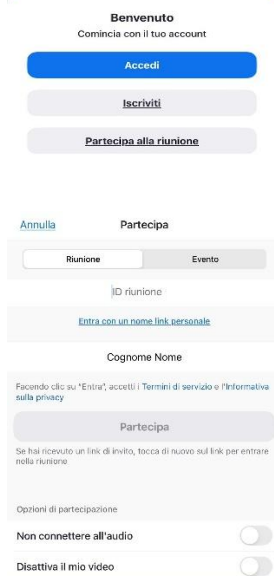 Benvenuto
Comincia con il tuo account
Accedi
Iscriviti
Partecipa alla riunione
Annulla
Partecipa
Riunione
Evento
ID riunione
Entra con un nome link personale
Cognome Nome
Facendo clic su "Entra", accetti i Termini di servizio e l'Informativa
sulla privacy
Partecipa
Se hai ricevuto un link di invito, tocca di nuovo sul link per entrare
nella riunione
Opzioni di partecipazione
Non connettere all'audio
Disattiva il mio video